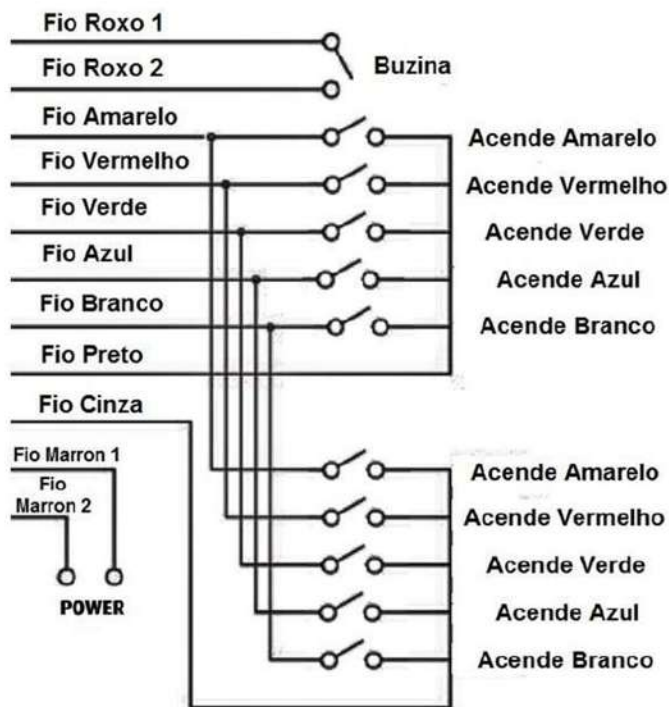 Fio Roxo 1
Fio Roxo 2
Buzina
Fio Amarelo
Acende Amarelo
Fio Vermelho
Acende Vermelho
Fio Verde
Acende Verde
Fio Azul
Acende Azul
Fio Branco
Acende Branco
Fio Preto
Fio Cinza
Fio Marron 1
Fio
Marron 2
POWER
Acende Amarelo
Acende Vermelho
Acende Verde
Acende Azul
Acende Branco